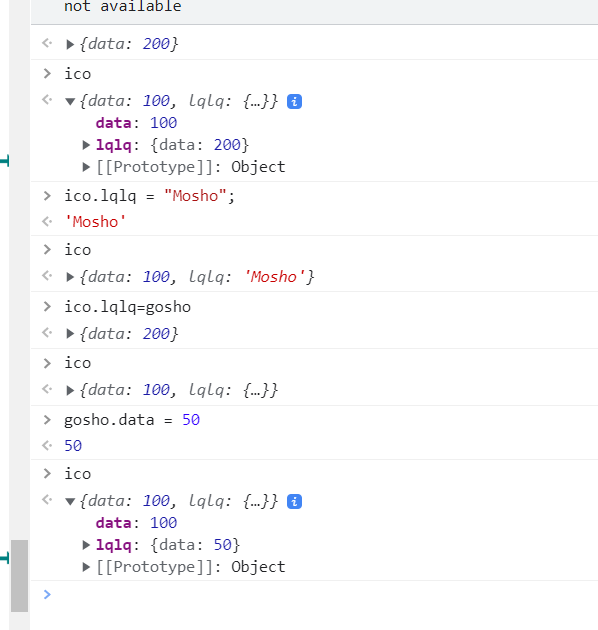 not available
{data: 200}
ico
{data: 100, lqlq: {…}} i
data: 100
lqlq: {data: 200}
[[Prototype]]: Object
ico.lqlq = "Mosho";
'Mosho'
ico
{data: 100, lqlq: 'Mosho'}
ico.lqlq=gosho
{data: 200}
ico
{data: 100, lqlq: {…}}
gosho.data = 50
50
ico
{data: 100, lqlq: {…}} i
data: 100
lqlq: {data: 50}
[[Prototype]]: Object